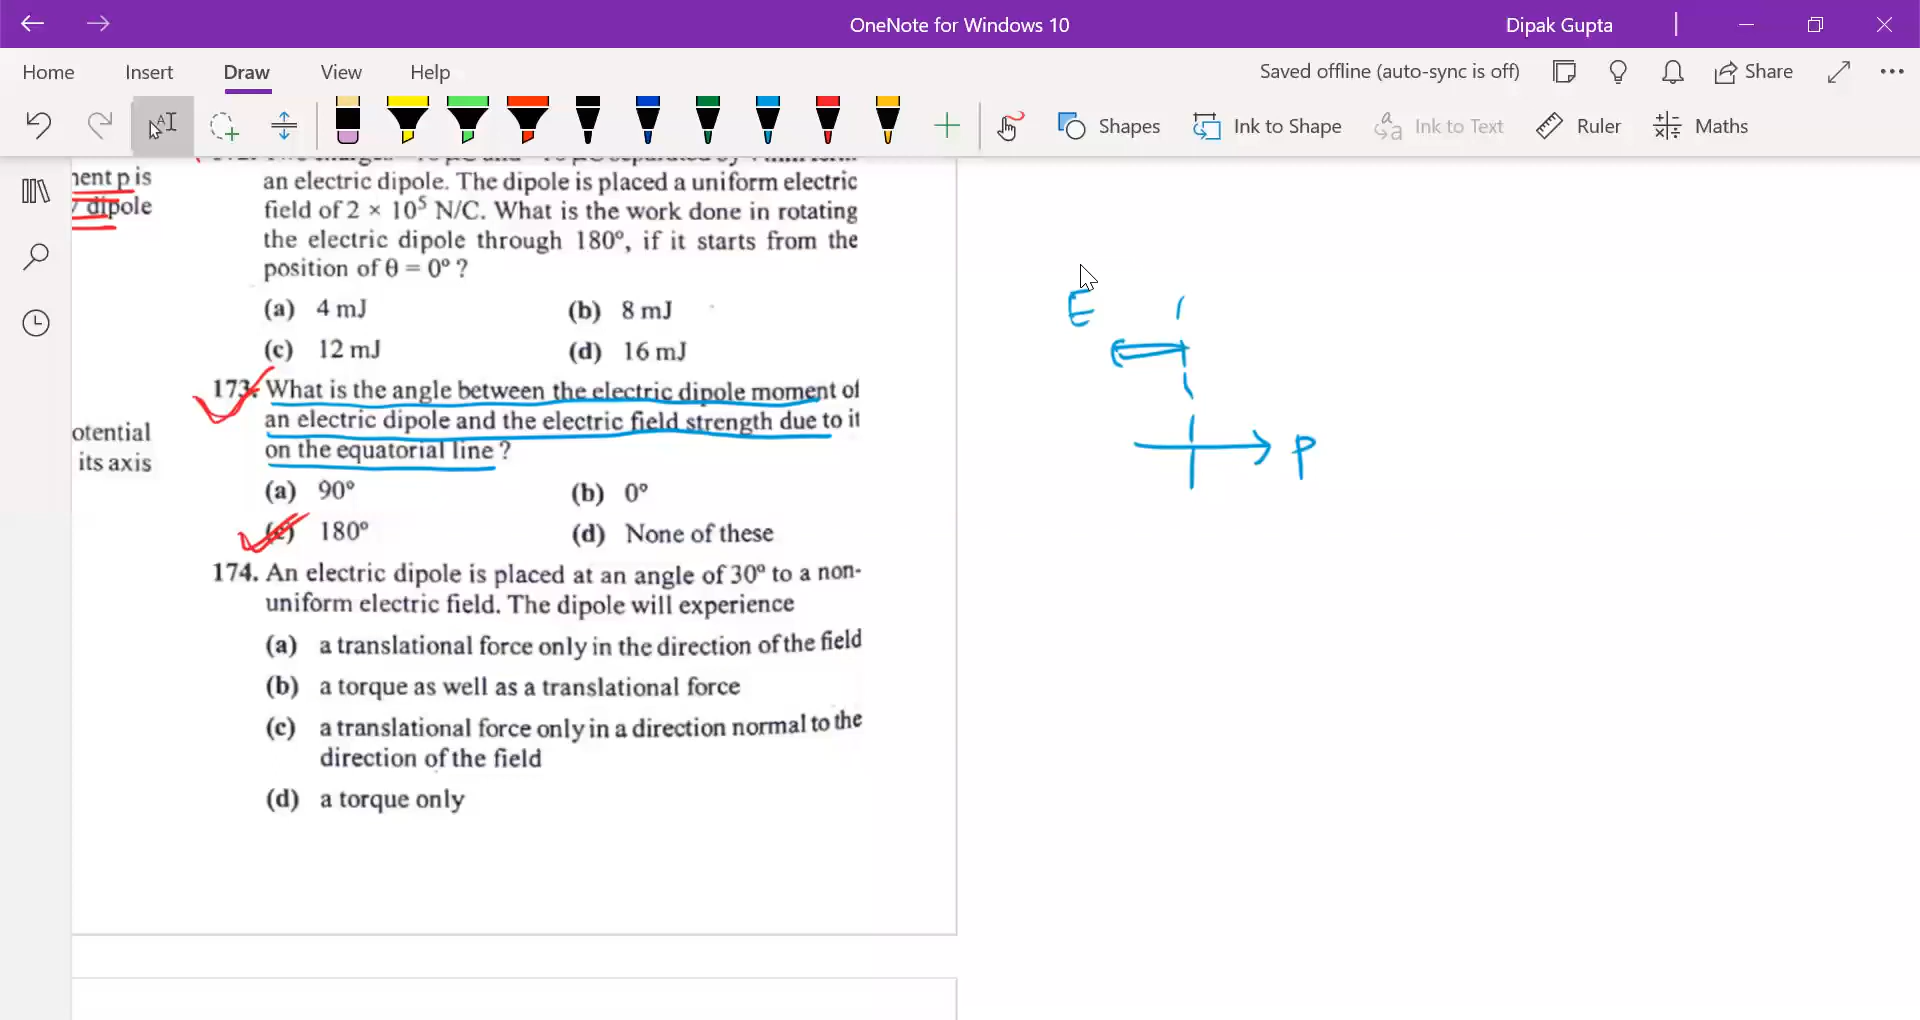 OneNote for Windows 10
Dipak Gupta
Home Insert Draw View Help
Saved offline (auto-sync is off)
Share
Shapes
Ink to Shape
Ink to Text
Ruler
Maths
nent p is
dipole
otential
its axis
an electric dipole. The dipole is placed a uniform electric
field of 2 × 10⁵ N/C. What is the work done in rotating
the electric dipole through 180º, if it starts from the
position of θ = 0º ?
(a) 4 mJ (b) 8 mJ
(c) 12 mJ (d) 16 mJ
173. What is the angle between the electric dipole moment of
an electric dipole and the electric field strength due to it
on the equatorial line ?
(a) 90º (b) 0º
(c) 180º (d) None of these
174. An electric dipole is placed at an angle of 30º to a non-
uniform electric field. The dipole will experience
(a) a translational force only in the direction of the field
(b) a torque as well as a translational force
(c) a translational force only in a direction normal to the
direction of the field
(d) a torque only
E
P